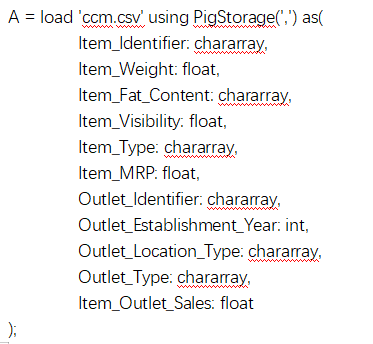 A = load 'ccm.csv' using PigStorage(',') as(
Item_Identifier: chararray,
Item_Weight: float,
Item_Fat_Content: chararray,
Item_Visibility: float,
Item_Type: chararray,
Item_MRP: float,
Outlet_Identifier: chararray,
Outlet_Establishment_Year: int,
Outlet_Location_Type: chararray,
Outlet_Type: chararray,
Item_Outlet_Sales: float
);